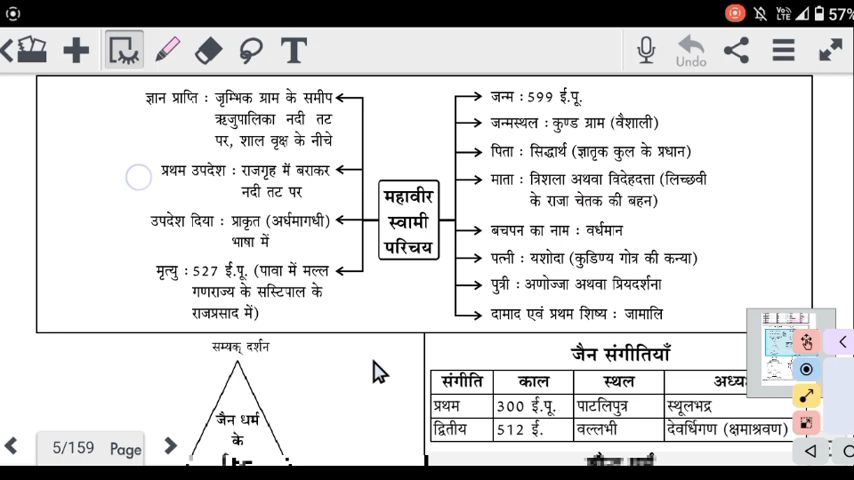 Vo))
LTE
57%
T
Undo
ज्ञान प्राप्ति : जृम्भिक ग्राम के समीप
ऋजुपालिका नदी तट
पर, शाल वृक्ष के नीचे
प्रथम उपदेश : राजगृह में बराकर
नदी तट पर
उपदेश दिया : प्राकृत (अर्धमागधी)
भाषा में
मृत्यु : 527 ई.पू. (पावा में मल्ल
गणराज्य के सस्टिपाल के
राजप्रसाद में)
महावीर
स्वामी
परिचय
जन्म : 599 ई.पू.
जन्मस्थल : कुण्ड ग्राम (वैशाली)
पिता : सिद्धार्थ (ज्ञातृक कुल के प्रधान)
माता : त्रिशला अथवा विदेहदत्ता (लिच्छवी
के राजा चेतक की बहन)
बचपन का नाम : वर्धमान
पत्नी : यशोदा (कुडिण्य गोत्र की कन्या)
पुत्री : अणोज्जा अथवा प्रियदर्शना
दामाद एवं प्रथम शिष्य : जामालि
सम्यक् दर्शन
जैन धर्म
के
जैन संगीतियाँ
संगीति काल स्थल
प्रथम 300 ई.पू. पाटलिपुत्र स्थूलभद्र
द्वितीय 512 ई. वल्लभी देवर्धिगण (क्षमाश्रवण)
5/159 Page